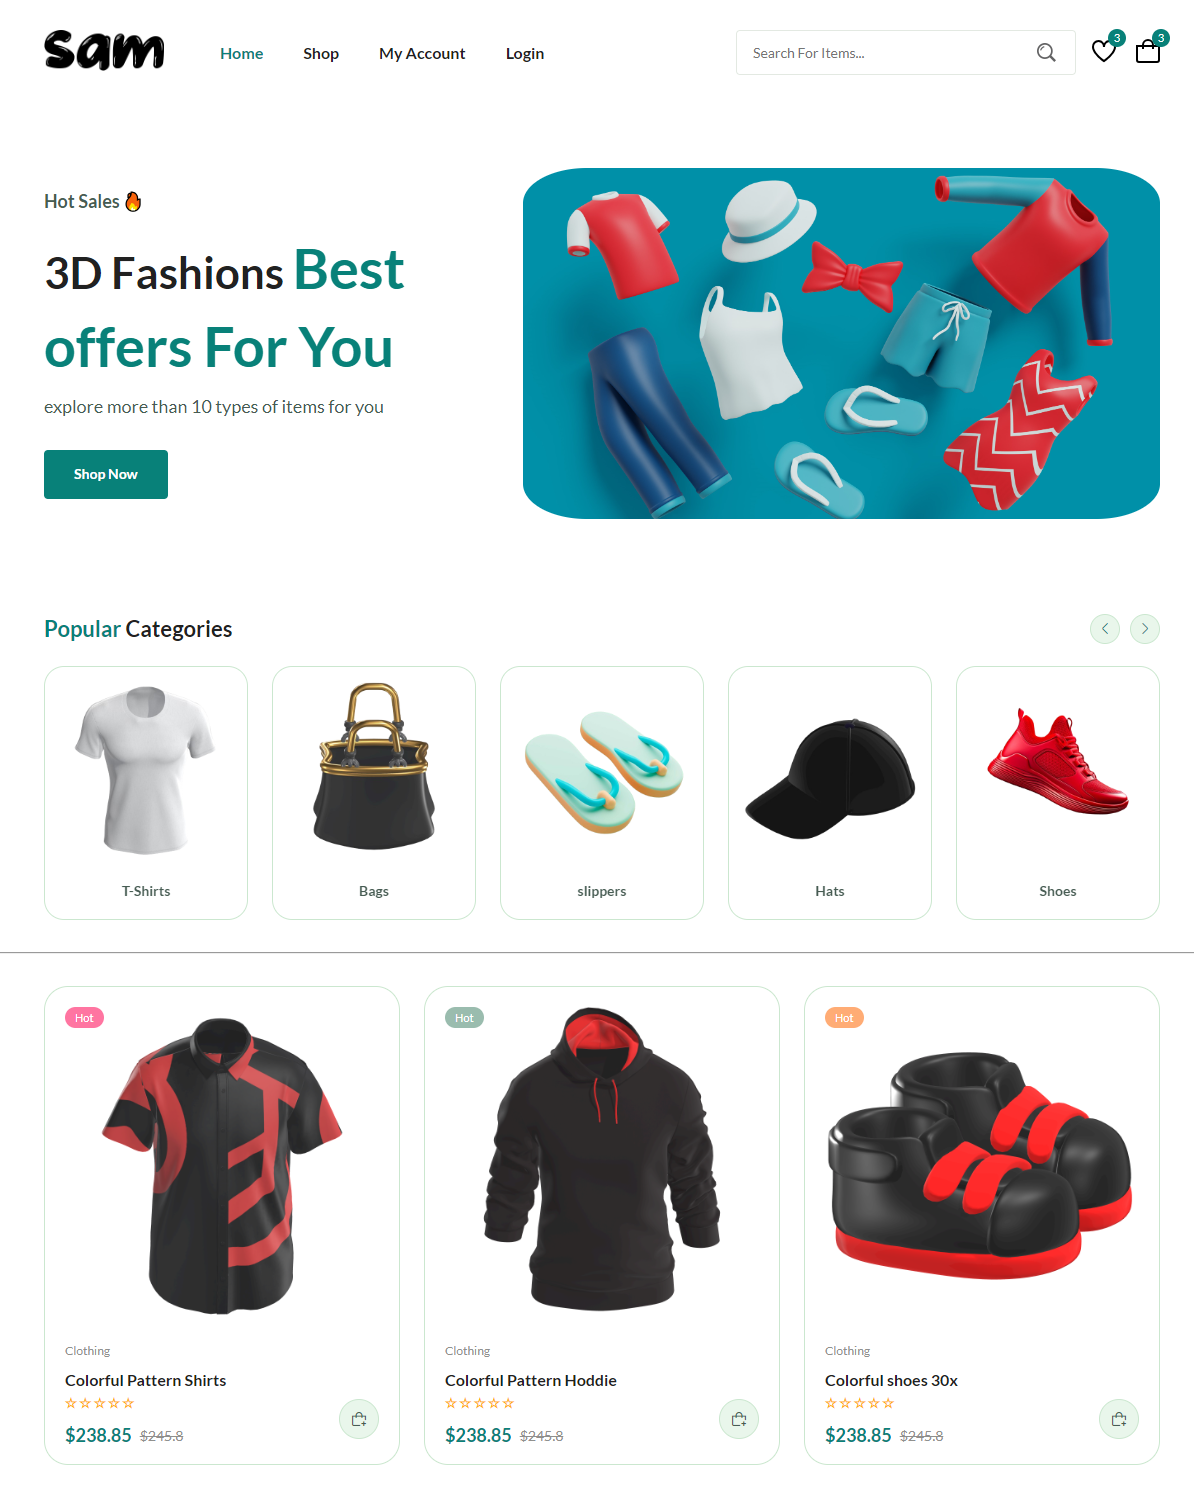 sam
Home Shop My Account Login
Search For Items...
3
3
Hot Sales 🔥
3D Fashions Best
offers For You
explore more than 10 types of items for you
Shop Now
Popular Categories
T-Shirts
Bags
slippers
Hats
Shoes
Hot
Clothing
Colorful Pattern Shirts
$238.85 $245.8
Hot
Clothing
Colorful Pattern Hoddie
$238.85 $245.8
Hot
Clothing
Colorful shoes 30x
$238.85 $245.8